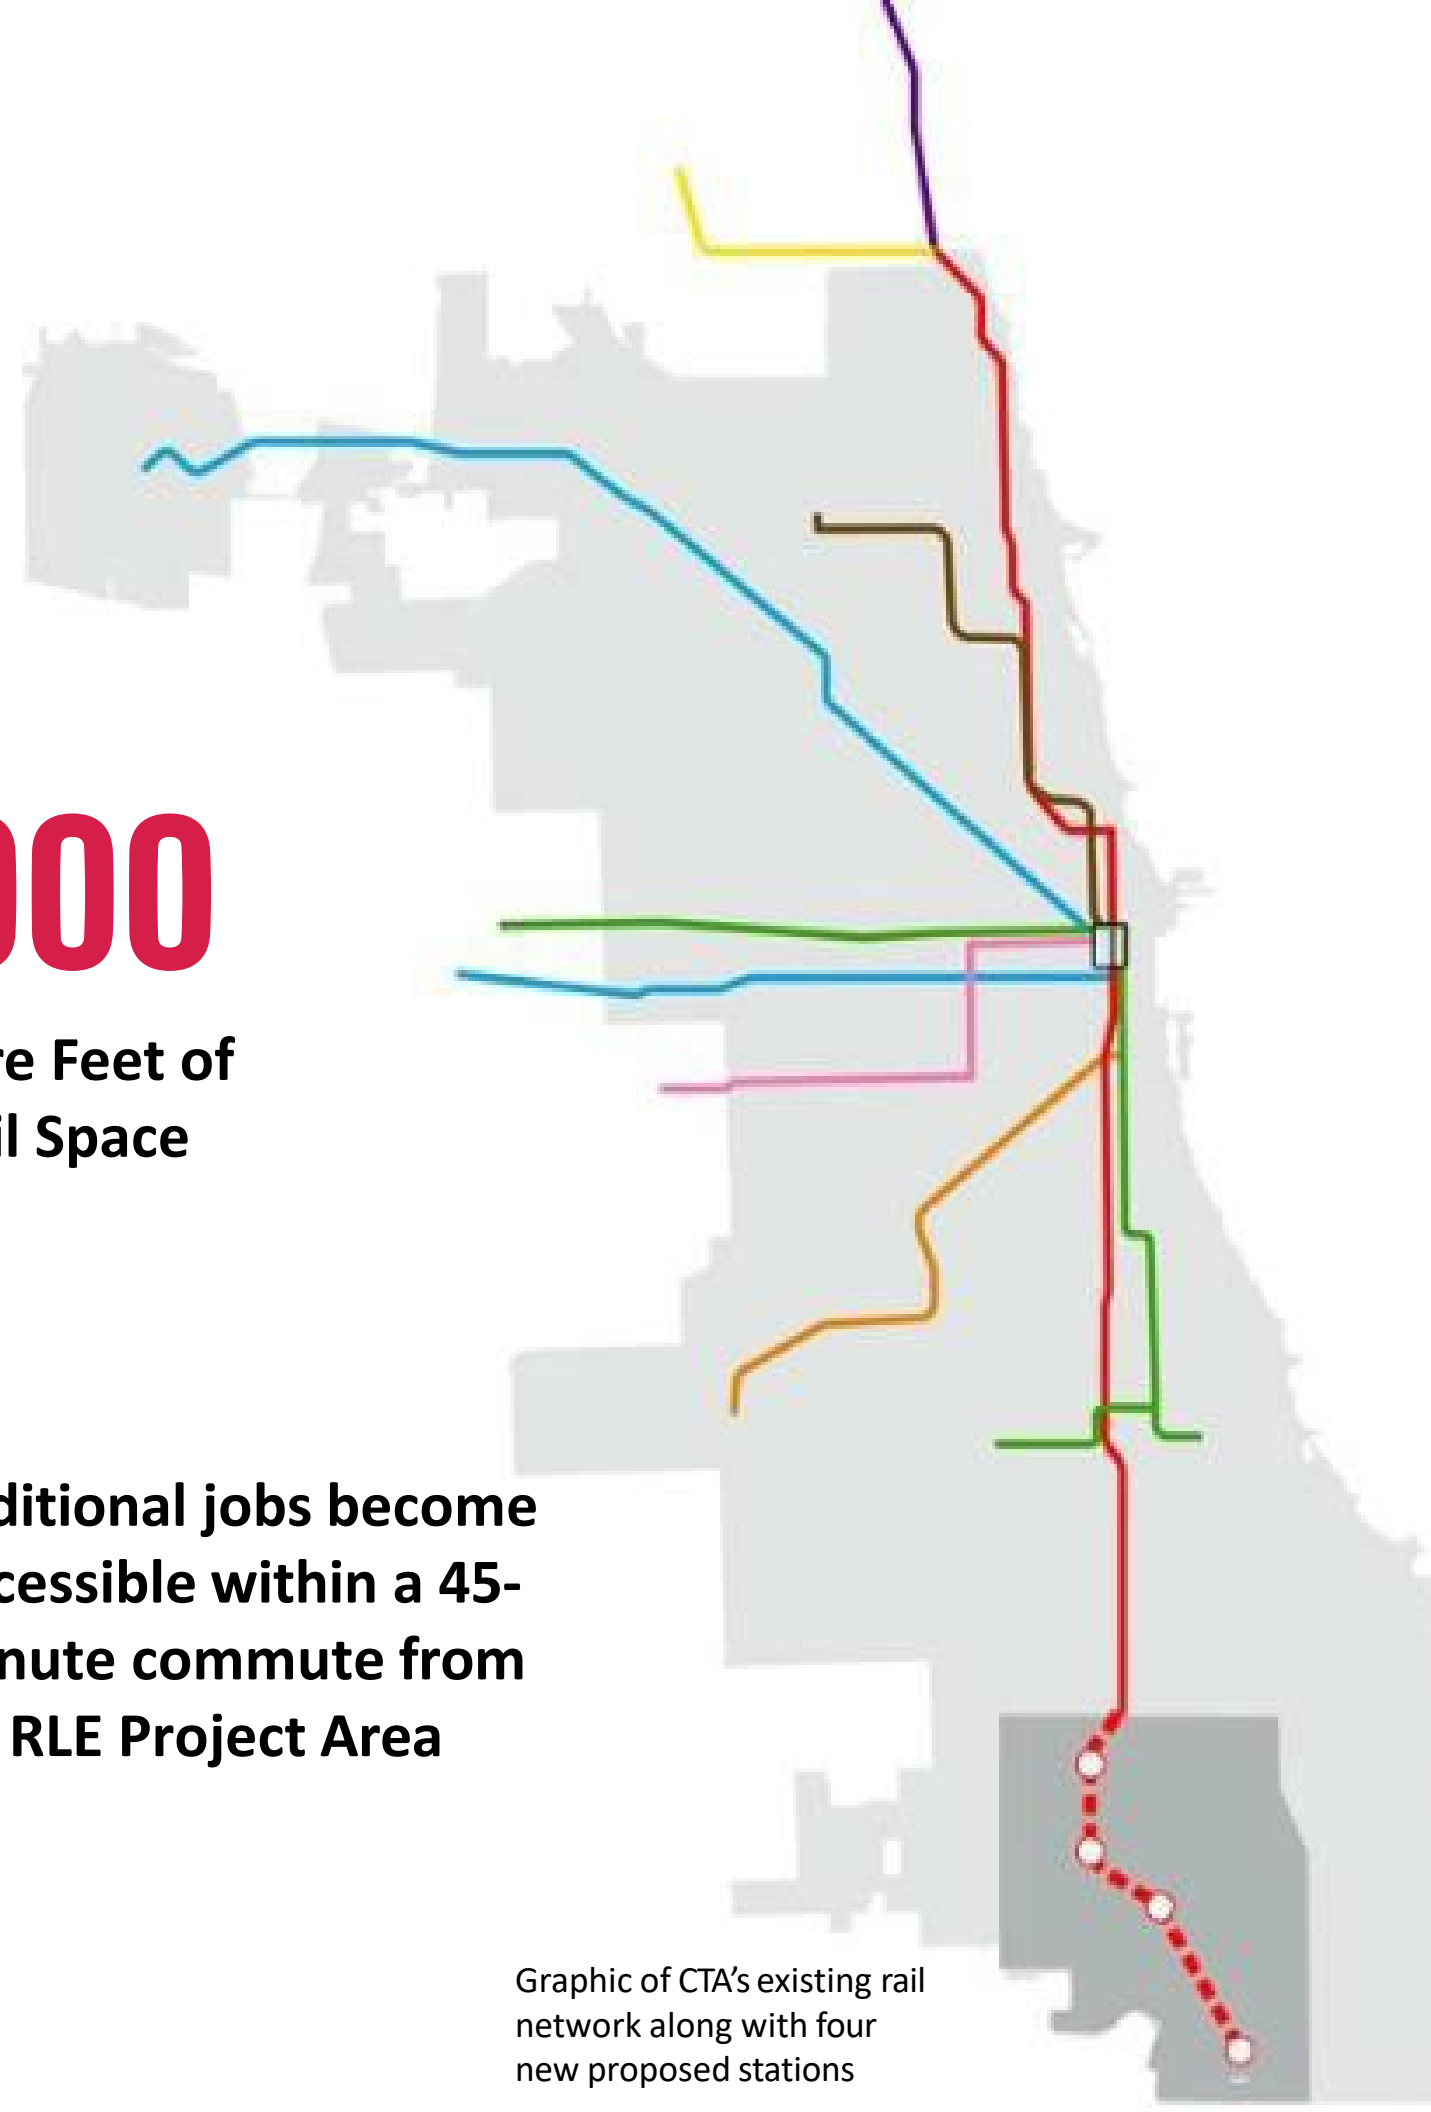 000
re Feet of
il Space
ditional jobs become
cessible within a 45-
nute commute from
RLE Project Area
Graphic of CTA's existing rail
network along with four
new proposed stations